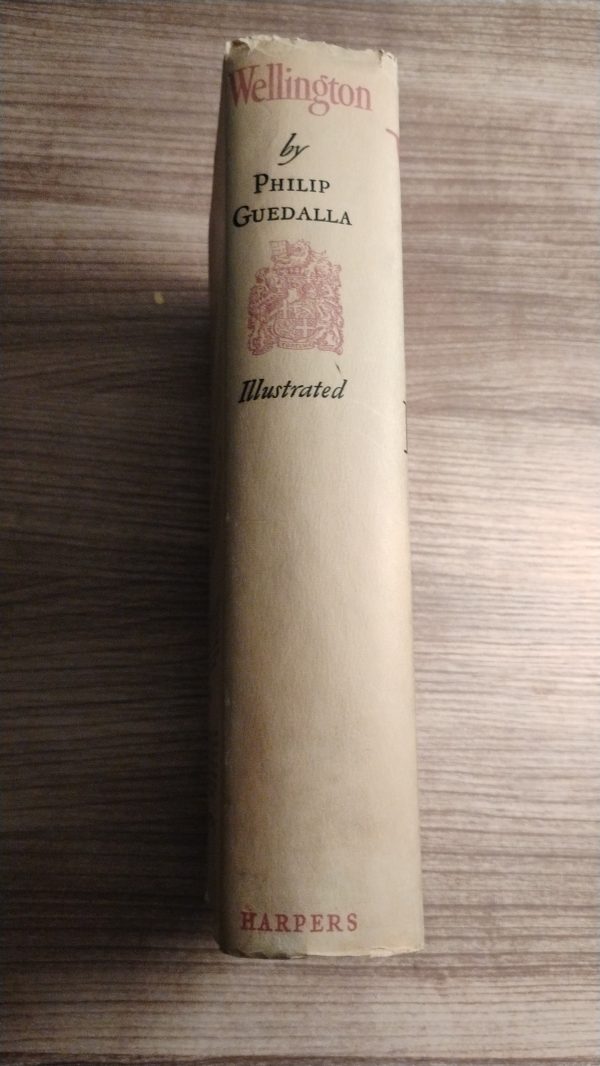 Wellington
by
PHILIP
GUEDALLA
Illustrated
HARPERS